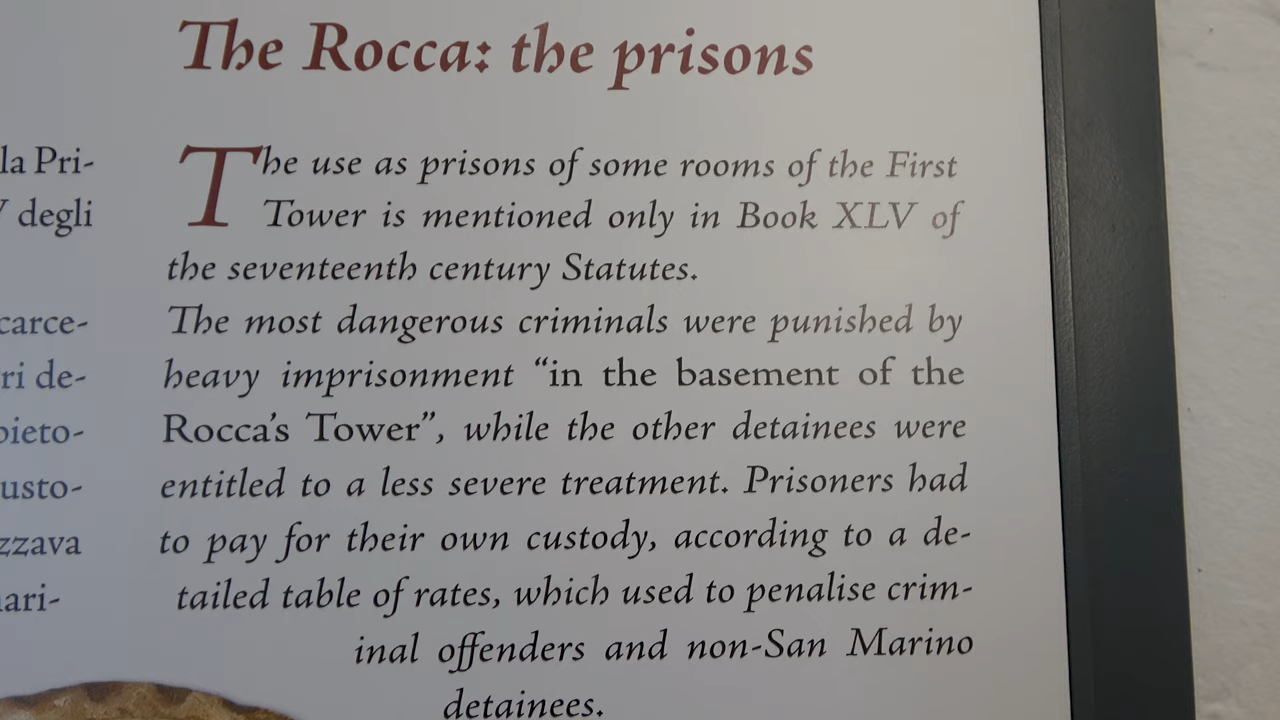 The Rocca: the prisons
la Pri-
degli
carce-
ri de-
pieto-
usto-
zzava
ari-
The use as prisons of some rooms of the First
Tower is mentioned only in Book XLV of
the seventeenth century Statutes.
The most dangerous criminals were punished by
heavy imprisonment “in the basement of the
Rocca’s Tower”, while the other detainees were
entitled to a less severe treatment. Prisoners had
to pay for their own custody, according to a de-
tailed table of rates, which used to penalise crim-
inal offenders and non-San Marino
detainees.